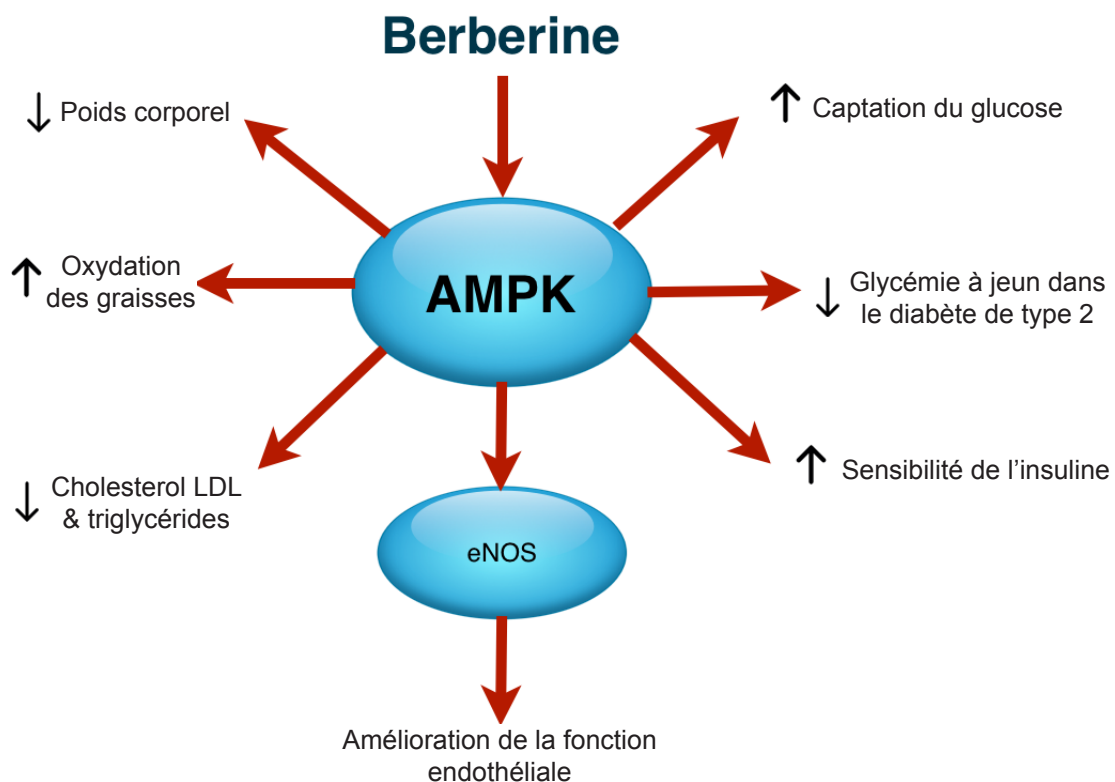 Berberine
↓ Poids corporel
↑ Captation du glucose
↑ Oxydation
des graisses
AMPK
↓ Glycémie à jeun dans
le diabète de type 2
↓ Cholesterol LDL
& triglycérides
↑ Sensibilité de l’insuline
eNOS
Amélioration de la fonction
endothéliale